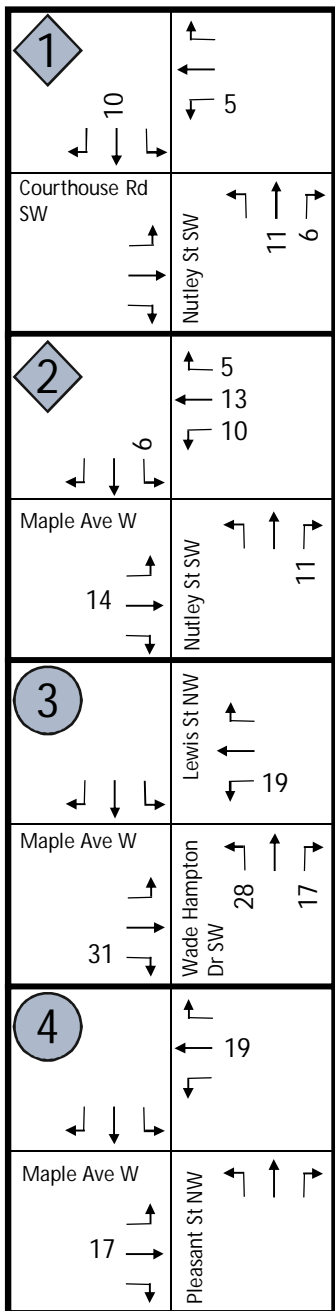 1
10
5
Courthouse Rd
SW
Nutley St SW
11
6
2
6
5
13
10
Maple Ave W
14
Nutley St SW
11
3
Lewis St NW
19
Maple Ave W
31
Wade Hampton
Dr SW
28
17
4
19
Maple Ave W
17
Pleasant St NW